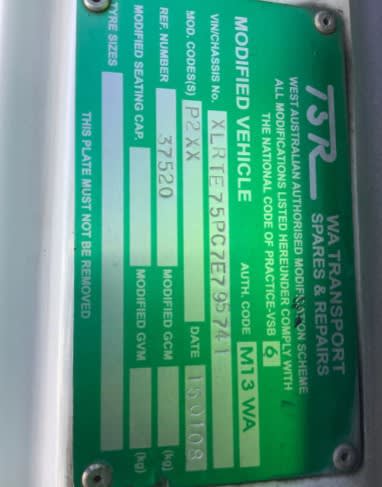 TSR WA TRANSPORT
SPARES & REPAIRS
WEST AUSTRALIAN AUTHORISED MODIFICATION SCHEME
ALL MODIFICATIONS LISTED HEREUNDER COMPLY WITH
THE NATIONAL CODE OF PRACTICE-VSB 6
MODIFIED VEHICLE AUTH. CODE M13 WA
VIN/CHASSIS No. XLRTE75PC7E795741
MOD. CODES(S) P2XX DATE 150108
REF. NUMBER 37520 MODIFIED GCM (kg)
MODIFIED SEATING CAP. MODIFIED GVM (kg)
TYRE SIZES
THIS PLATE MUST NOT BE REMOVED